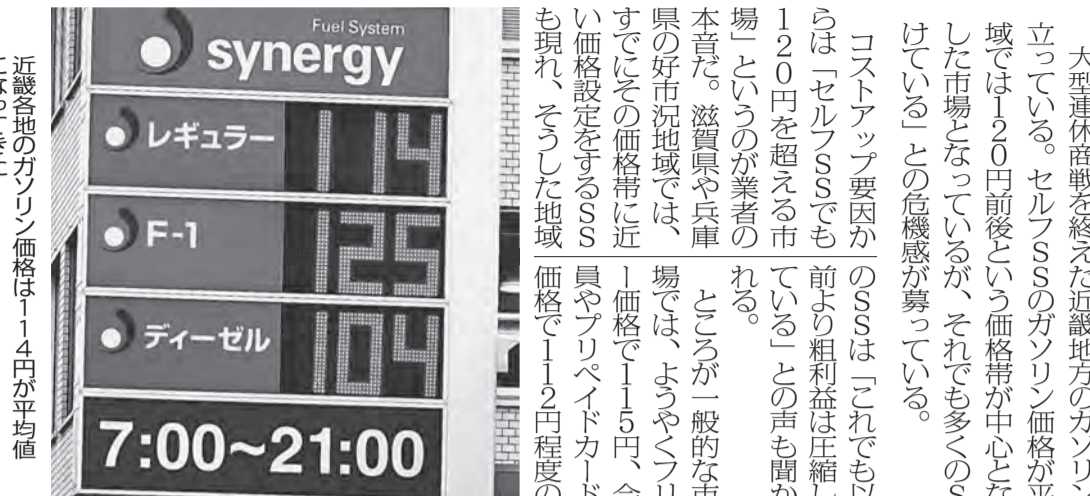 大型連休商戦を終えた近畿地方のガソリン
立っている。セルフSSのガソリン価格が平
域では120円前後という価格帯が中心とな
した市場となっているが、それでも多くのS
けている」との危機感が募っている。
コストアップ要因か
らは「セルフSSでも
120円を超える市
場」というのが業者の
本音だ。滋賀県や兵庫
県の好市況地域では、
すでにその価格帯に近
い価格設定をするSS
も現れ、そうした地域
のSSは「これでも以
前より粗利益は圧縮し
ている」との声も聞か
れる。
ところが一般的な市
場では、ようやくフリ
ー価格で115円、会
員やプリペイドカード
価格で112円程度の
Fuel System
synergy
レギュラー 114
F-1 125
ディーゼル 104
7:00~21:00
近畿各地のガソリン価格は114円が平均値
になってきた